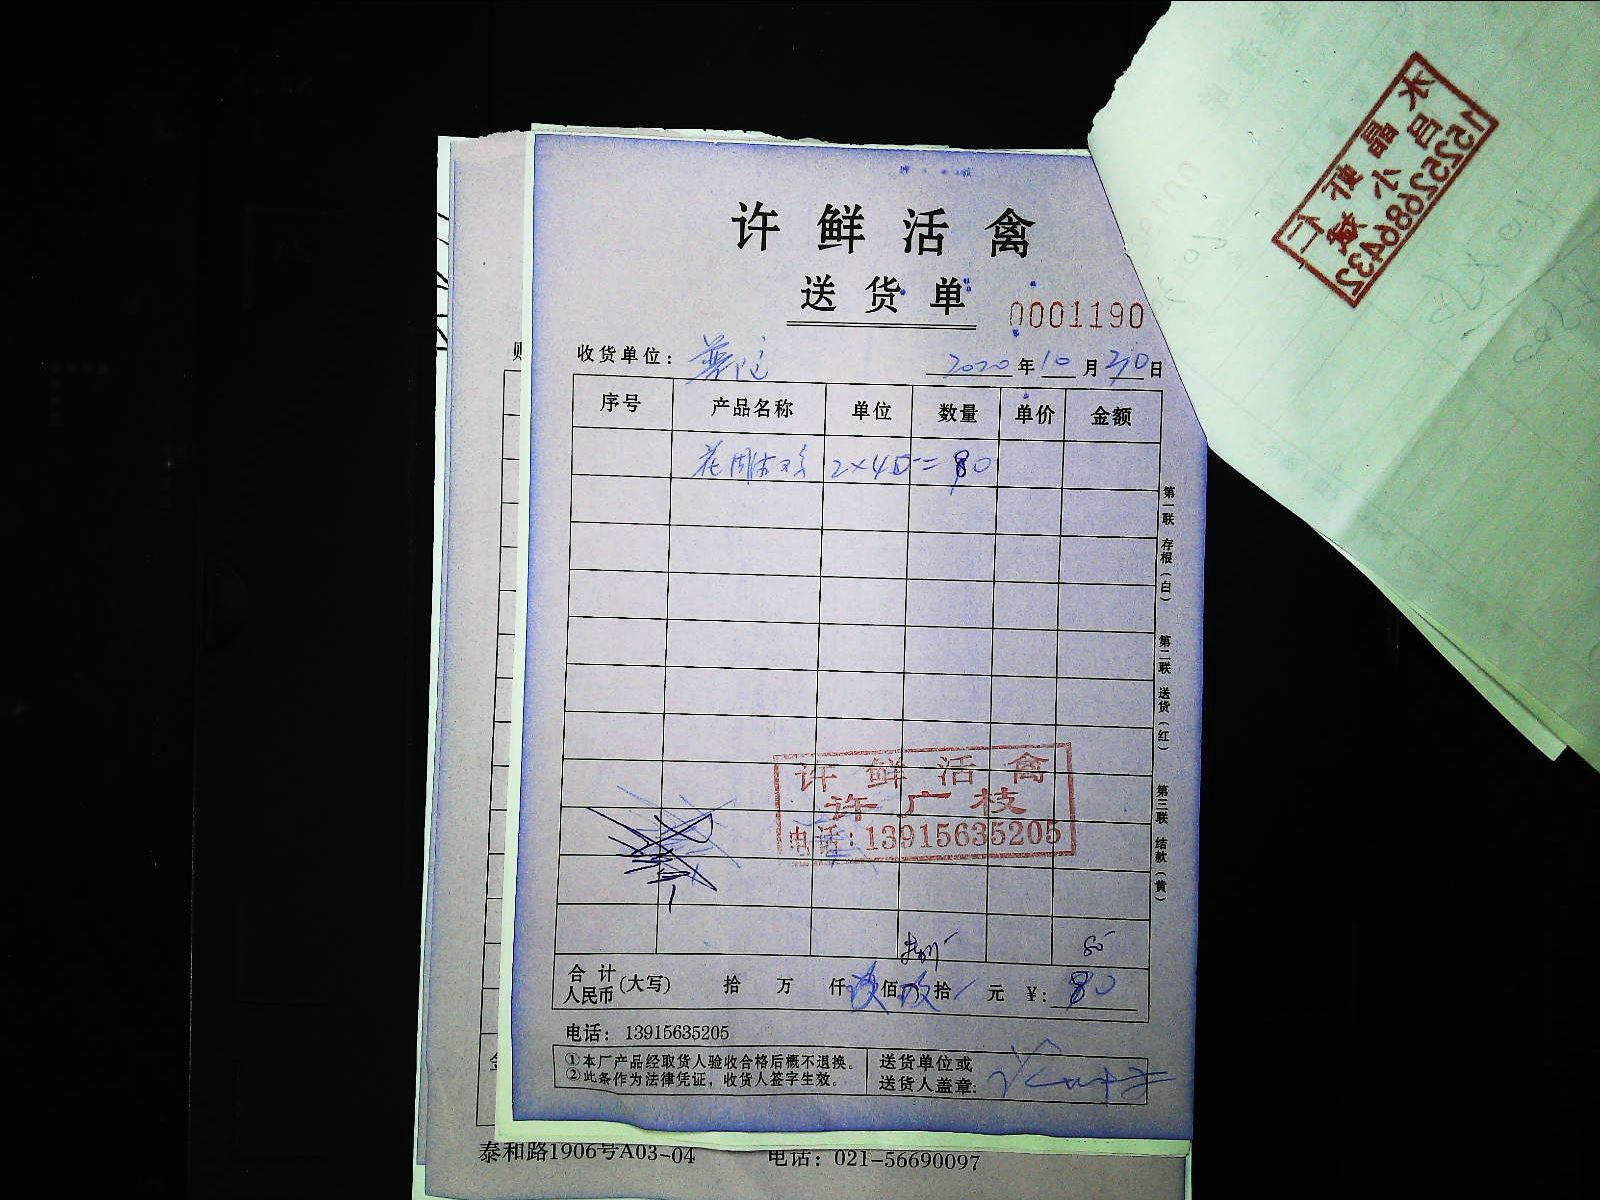 许鲜活禽
送货单
0001190
收货单位：普陀 2020年10月20日
序号 产品名称 单位 数量 单价 金额
2×40=80
许鲜活禽
许广枝
电话：13915635205
合计人民币（大写） 拾 万 仟 佰 拾 元 ¥：80
电话： 13915635205
①本厂产品经取货人验收合格后概不退换。
②此条作为法律凭证，收货人签字生效。
送货单位或
送货人盖章：
第一联 存根（白） 第二联 送货（红） 第三联 结款（黄）
泰和路1906号A03-04 电话：021-56690097
水晶虾仁
15252686432